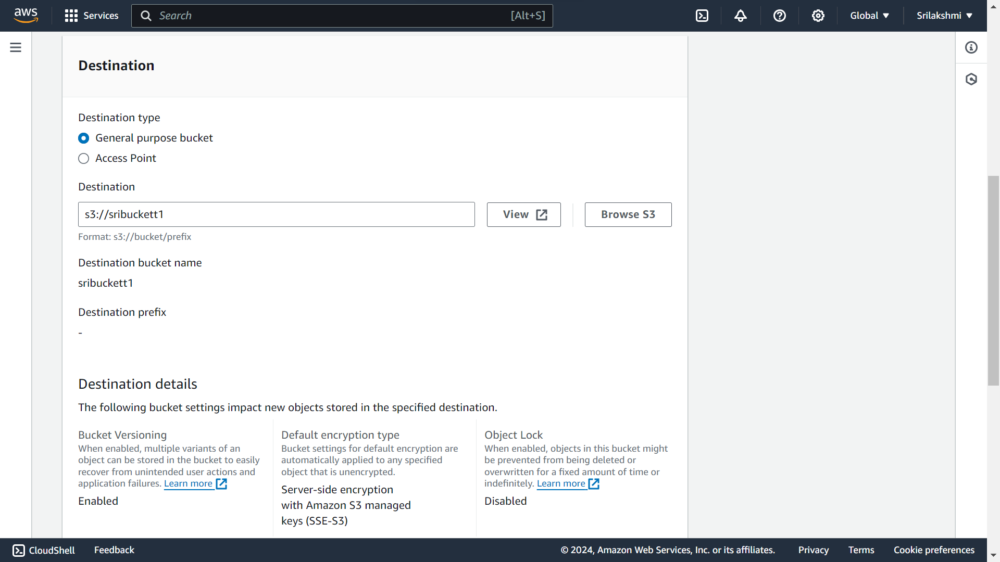 aws
Services
Search
[Alt+S]
Global
Srilakshmi
Destination
Destination type
General purpose bucket
Access Point
Destination
s3://sribuckett1
View
Browse S3
Format: s3://bucket/prefix
Destination bucket name
sribuckett1
Destination prefix
-
Destination details
The following bucket settings impact new objects stored in the specified destination.
Bucket Versioning
When enabled, multiple variants of an
object can be stored in the bucket to easily
recover from unintended user actions and
application failures. Learn more
Enabled
Default encryption type
Bucket settings for default encryption are
automatically applied to any specified
object that is unencrypted.
Server-side encryption
with Amazon S3 managed
keys (SSE-S3)
Object Lock
When enabled, objects in this bucket might
be prevented from being deleted or
overwritten for a fixed amount of time or
indefinitely. Learn more
Disabled
CloudShell
Feedback
© 2024, Amazon Web Services, Inc. or its affiliates.
Privacy
Terms
Cookie preferences